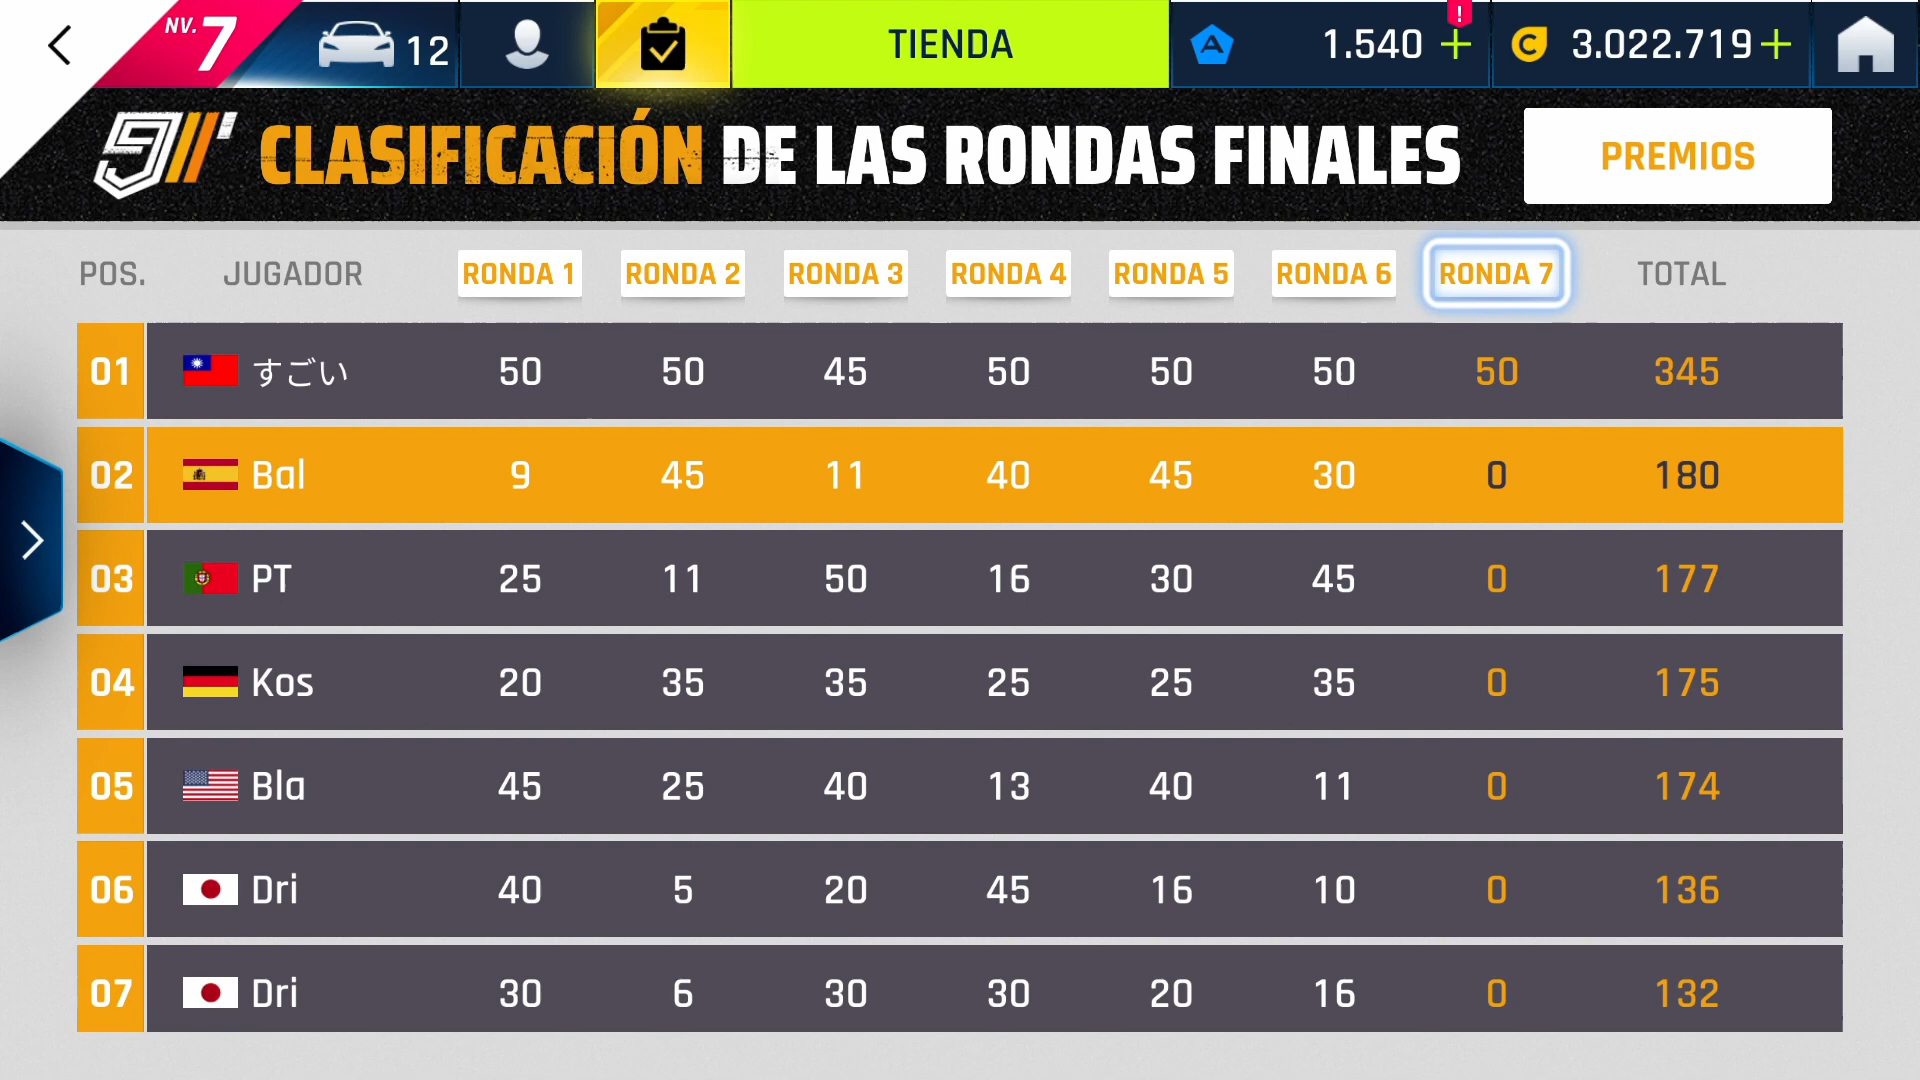 NV. 7 12 TIENDA 1.540 + ! 3.022.719 +
9 CLASIFICACIÓN DE LAS RONDAS FINALES PREMIOS
POS. JUGADOR RONDA 1 RONDA 2 RONDA 3 RONDA 4 RONDA 5 RONDA 6 RONDA 7 TOTAL
01 すごい 50 50 45 50 50 50 50 345
02 Bal 9 45 11 40 45 30 0 180
03 PT 25 11 50 16 30 45 0 177
04 Kos 20 35 35 25 25 35 0 175
05 Bla 45 25 40 13 40 11 0 174
06 Dri 40 5 20 45 16 10 0 136
07 Dri 30 6 30 30 20 16 0 132